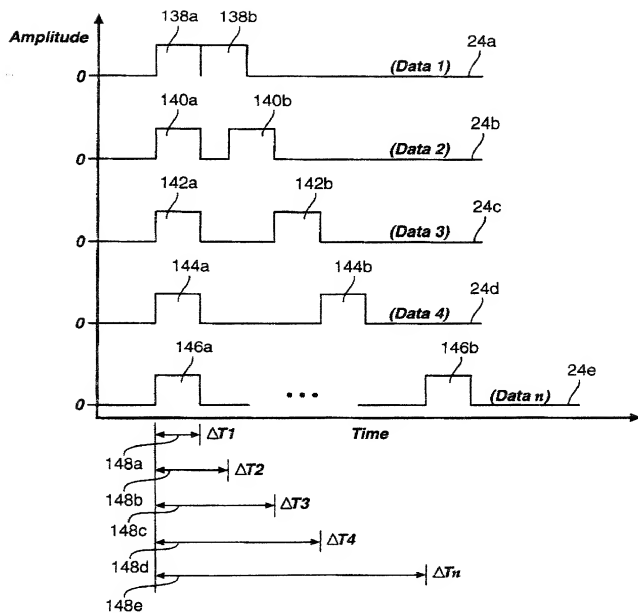 138a 138b
Amplitude
24a
(Data 1)
0
140a 140b
24b
(Data 2)
0
142a 142b
24c
(Data 3)
0
144a 144b
24d
(Data 4)
0
146a 146b
24e
• • •
(Data n)
0
ΔT1 Time
148a
ΔT2
148b
ΔT3
148c
ΔT4
148d
ΔTn
148e